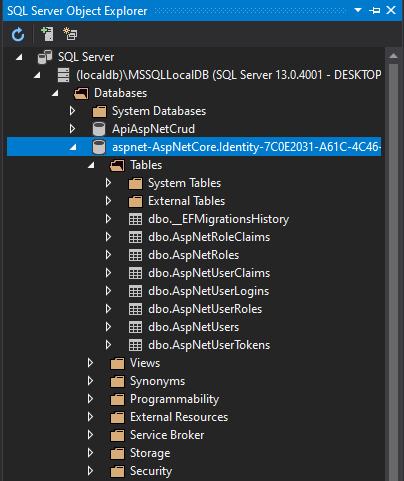 SQL Server Object Explorer
SQL Server
(localdb)\MSSQLLocalDB (SQL Server 13.0.4001 - DESKTOP
Databases
System Databases
ApiAspNetCrud
aspnet-AspNetCore.Identity-7C0E2031-A61C-4C46-
Tables
System Tables
External Tables
dbo.__EFMigrationsHistory
dbo.AspNetRoleClaims
dbo.AspNetRoles
dbo.AspNetUserClaims
dbo.AspNetUserLogins
dbo.AspNetUserRoles
dbo.AspNetUsers
dbo.AspNetUserTokens
Views
Synonyms
Programmability
External Resources
Service Broker
Storage
Security